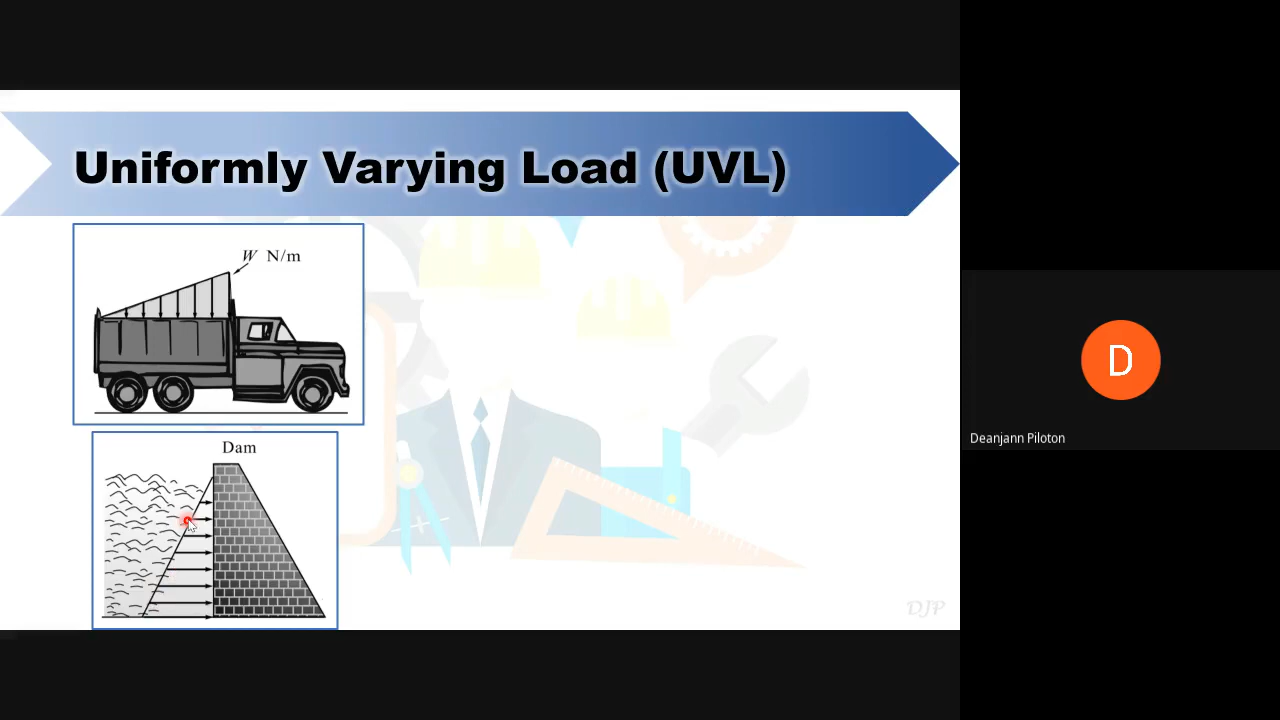 Uniformly Varying Load (UVL)
W N/m
Dam
DJP
D
Deanjann Piloton